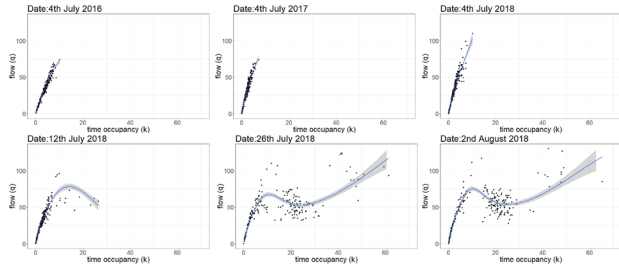 Date:4th July 2016
Date:4th July 2017
Date:4th July 2018
flow (q)
100
50
0
0
20
40
60
time occupancy (k)
flow (q)
100
50
0
0
20
40
60
time occupancy (k)
flow (q)
100
50
0
0
20
40
60
time occupancy (k)
Date:12th July 2018
Date:26th July 2018
Date:2nd August 2018
flow (q)
100
50
0
0
20
40
60
time occupancy (k)
flow (q)
100
50
0
0
20
40
60
time occupancy (k)
flow (q)
100
50
0
0
20
40
60
time occupancy (k)